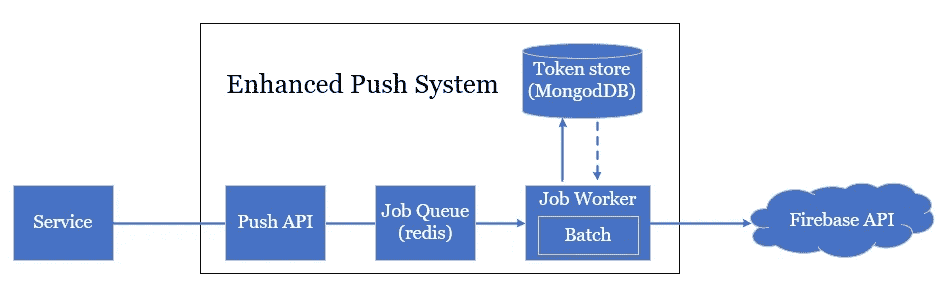 Enhanced Push System
Token store
(MongodDB)
Service
Push API
Job Queue
(redis)
Job Worker
Batch
Firebase API